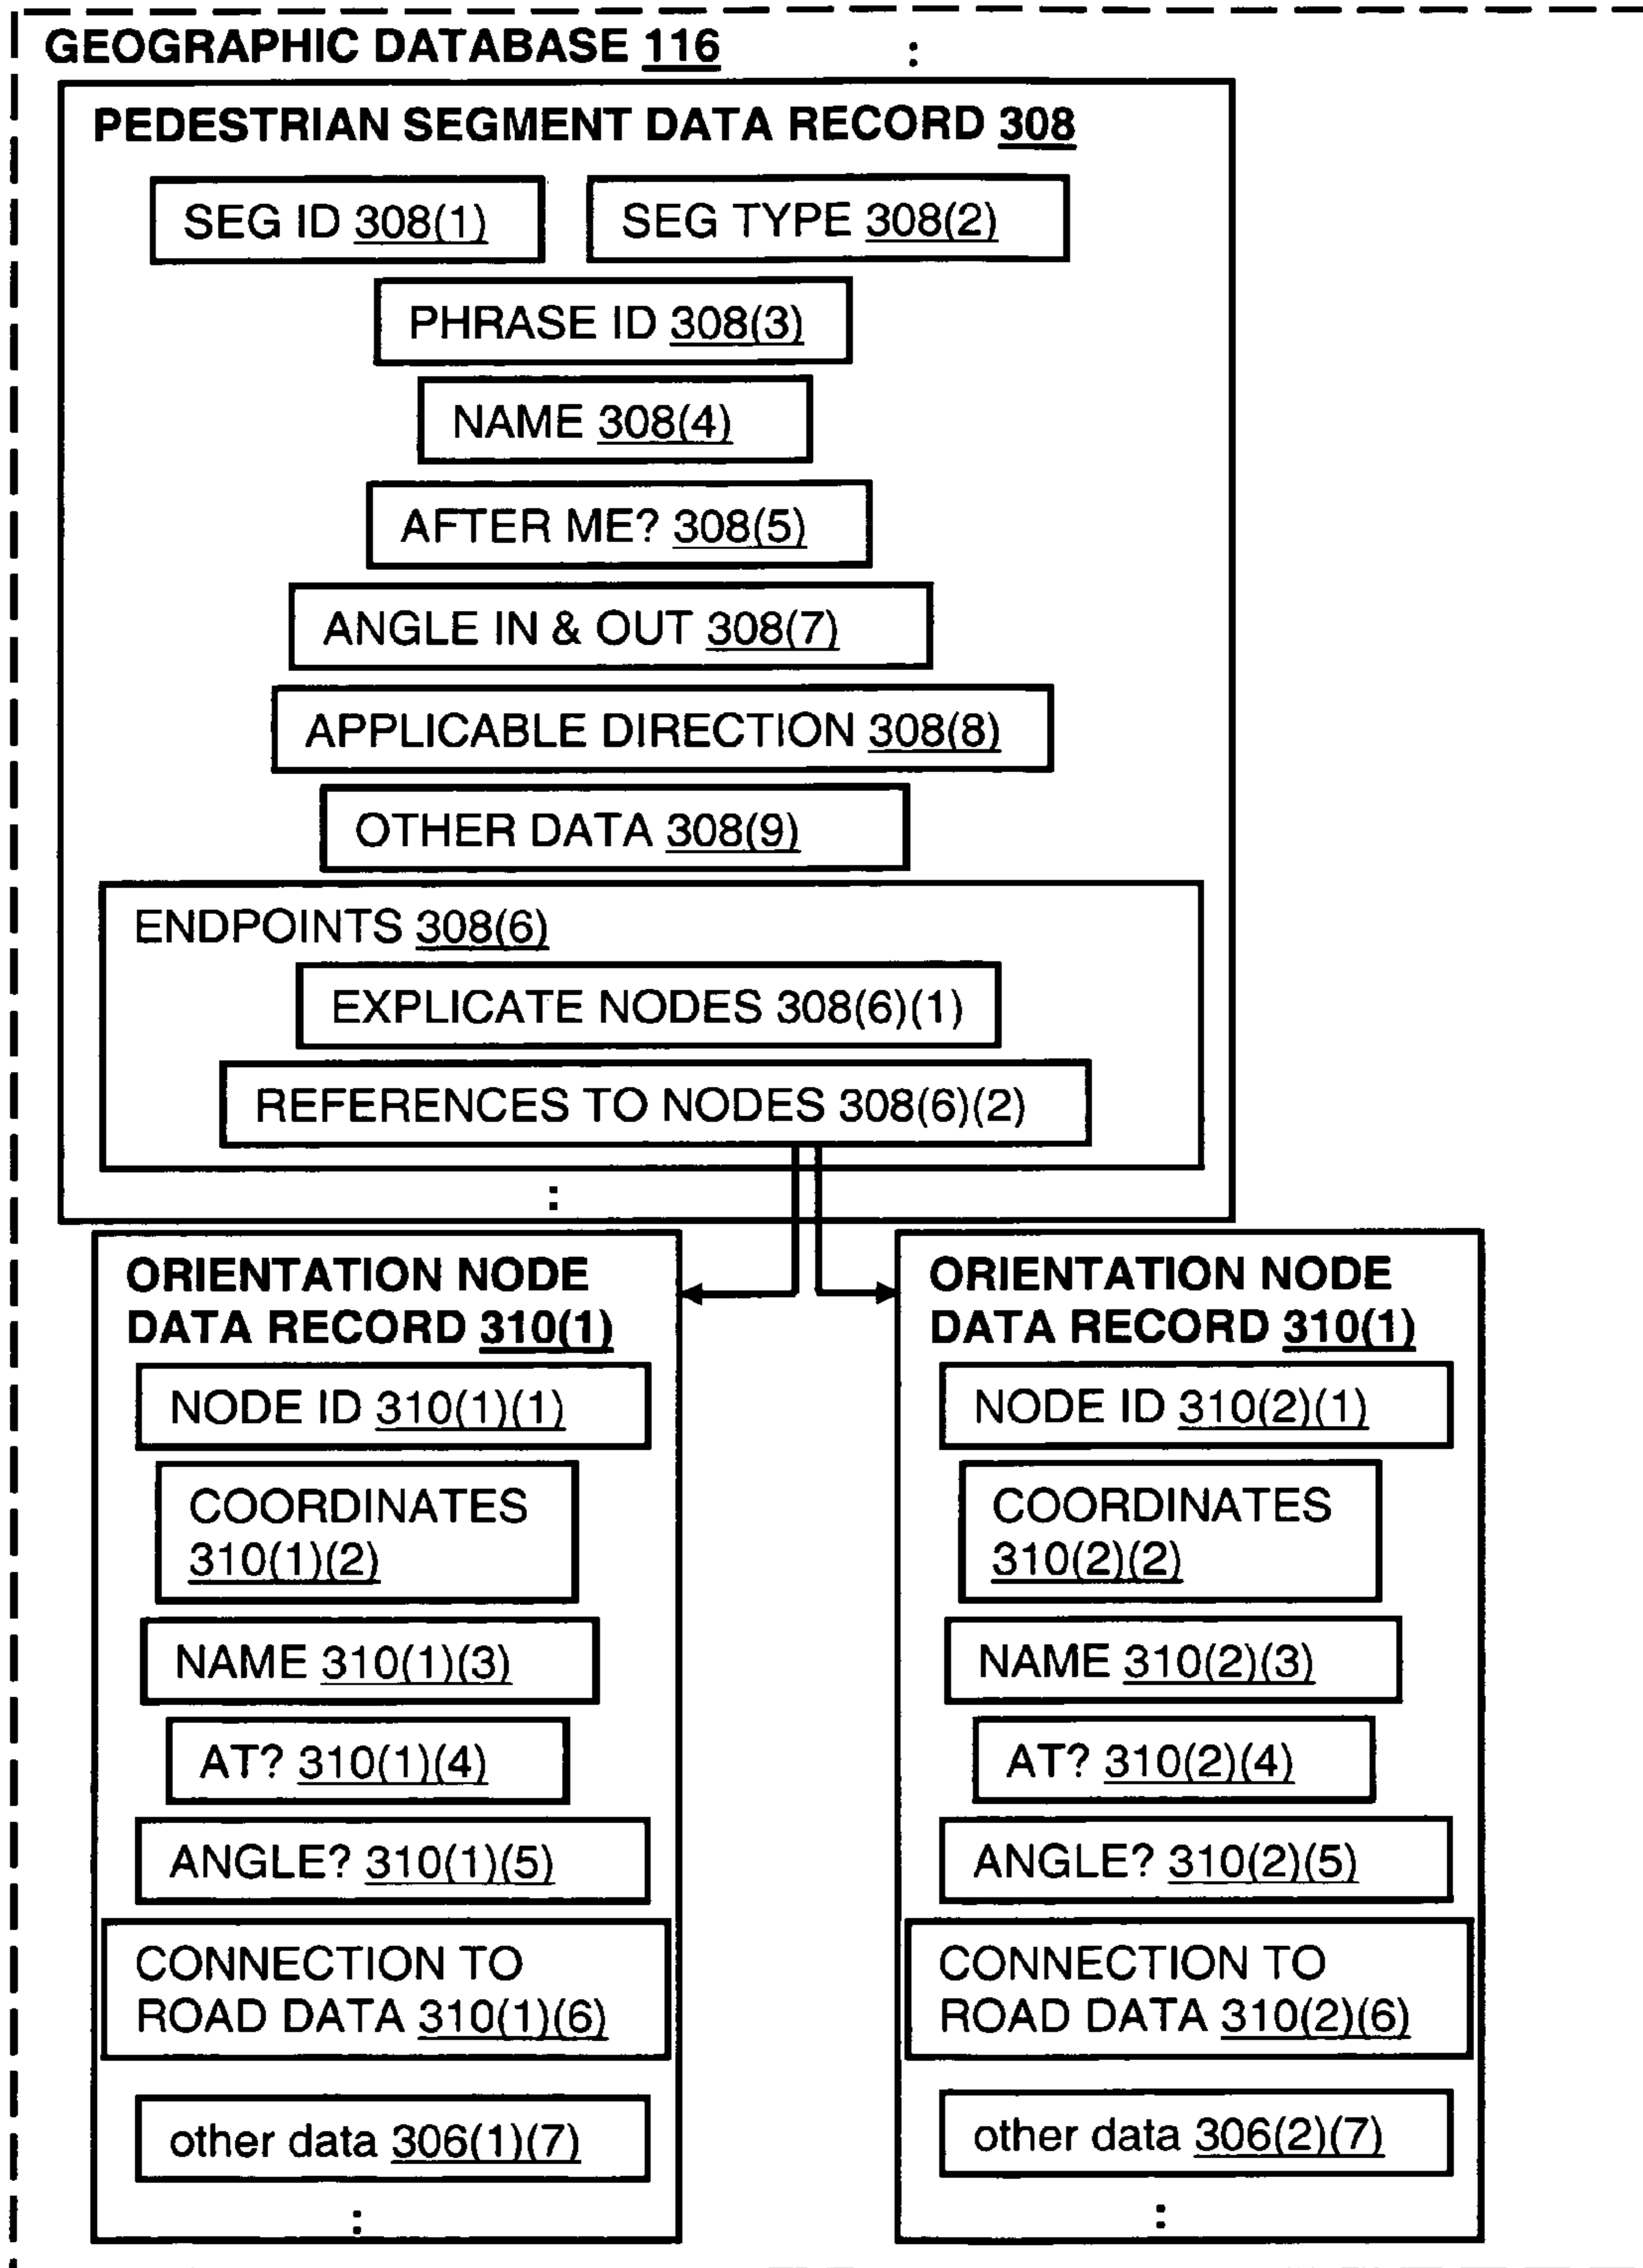 GEOGRAPHIC DATABASE 116
:
PEDESTRIAN SEGMENT DATA RECORD 308
SEG ID 308(1)
SEG TYPE 308(2)
PHRASE ID 308(3)
NAME 308(4)
AFTER ME? 308(5)
ANGLE IN & OUT 308(7)
APPLICABLE DIRECTION 308(8)
OTHER DATA 308(9)
ENDPOINTS 308(6)
EXPLICATE NODES 308(6)(1)
REFERENCES TO NODES 308(6)(2)
:
ORIENTATION NODE
DATA RECORD 310(1)
NODE ID 310(1)(1)
COORDINATES
310(1)(2)
NAME 310(1)(3)
AT? 310(1)(4)
ANGLE? 310(1)(5)
CONNECTION TO
ROAD DATA 310(1)(6)
other data 306(1)(7)
:
ORIENTATION NODE
DATA RECORD 310(1)
NODE ID 310(2)(1)
COORDINATES
310(2)(2)
NAME 310(2)(3)
AT? 310(2)(4)
ANGLE? 310(2)(5)
CONNECTION TO
ROAD DATA 310(2)(6)
other data 306(2)(7)
: